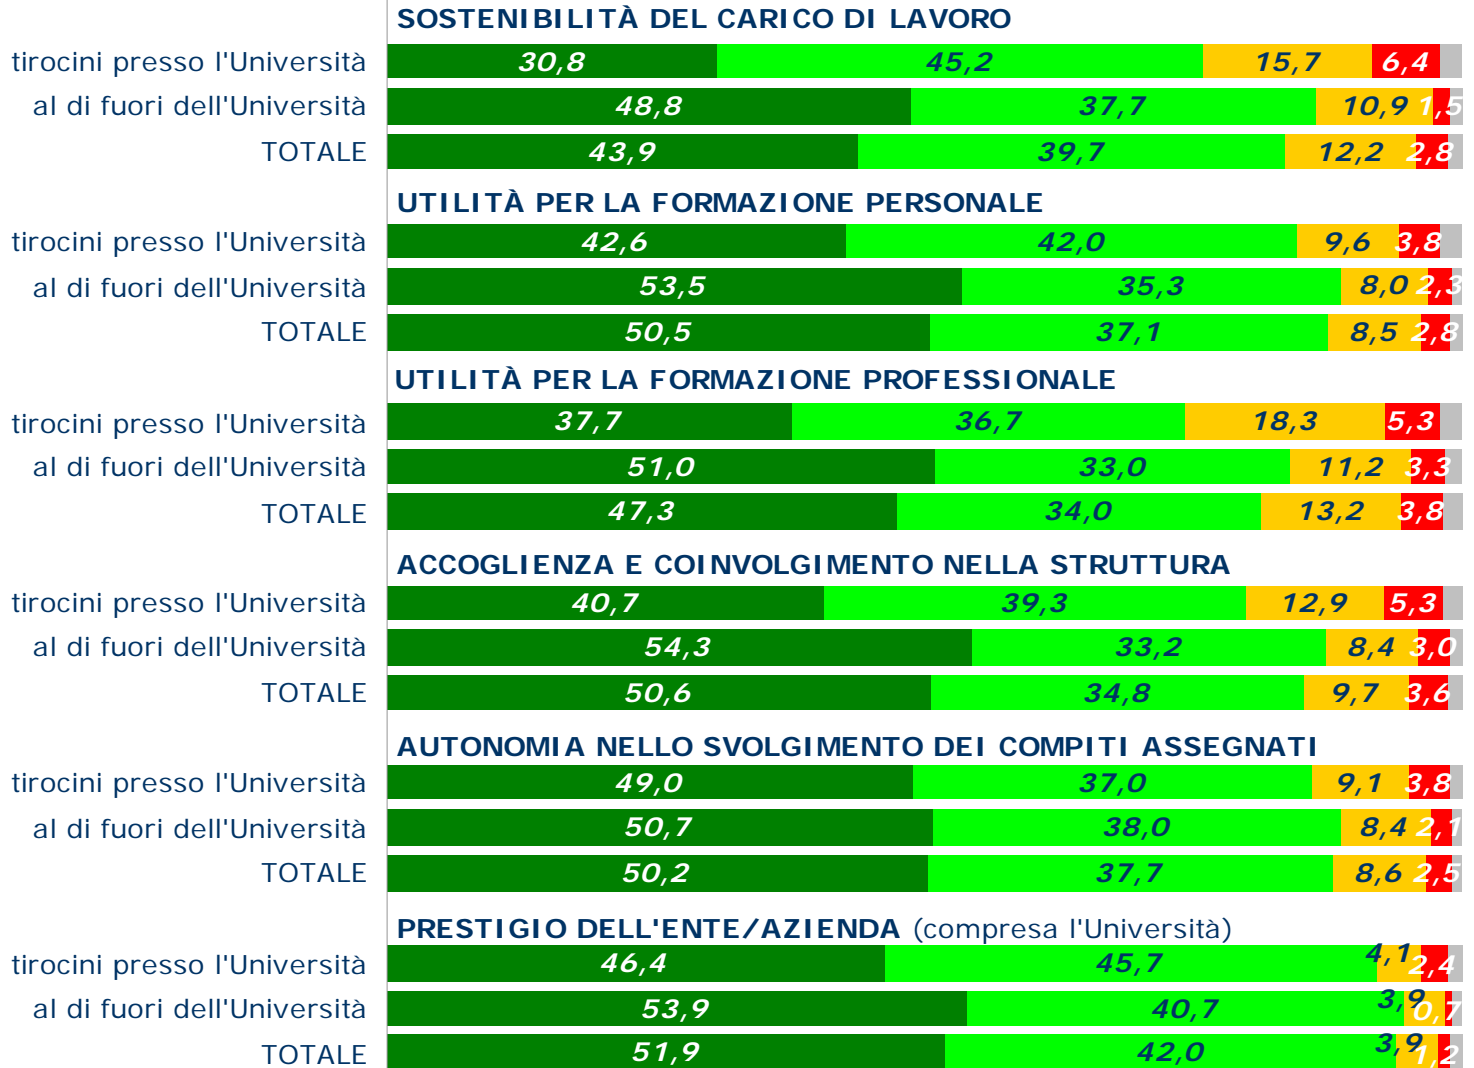 SOSTENIBILITÀ DEL CARICO DI LAVORO
tirocini presso l'Università 30,8 45,2 15,7 6,4
al di fuori dell'Università 48,8 37,7 10,9 1,5
TOTALE 43,9 39,7 12,2 2,8
UTILITÀ PER LA FORMAZIONE PERSONALE
tirocini presso l'Università 42,6 42,0 9,6 3,8
al di fuori dell'Università 53,5 35,3 8,0 2,3
TOTALE 50,5 37,1 8,5 2,8
UTILITÀ PER LA FORMAZIONE PROFESSIONALE
tirocini presso l'Università 37,7 36,7 18,3 5,3
al di fuori dell'Università 51,0 33,0 11,2 3,3
TOTALE 47,3 34,0 13,2 3,8
ACCOGLIENZA E COINVOLGIMENTO NELLA STRUTTURA
tirocini presso l'Università 40,7 39,3 12,9 5,3
al di fuori dell'Università 54,3 33,2 8,4 3,0
TOTALE 50,6 34,8 9,7 3,6
AUTONOMIA NELLO SVOLGIMENTO DEI COMPITI ASSEGNATI
tirocini presso l'Università 49,0 37,0 9,1 3,8
al di fuori dell'Università 50,7 38,0 8,4 2,1
TOTALE 50,2 37,7 8,6 2,5
PRESTIGIO DELL'ENTE/AZIENDA (compresa l'Università)
tirocini presso l'Università 46,4 45,7 4,1 2,4
al di fuori dell'Università 53,9 40,7 3,9 0,7
TOTALE 51,9 42,0 3,9 1,2